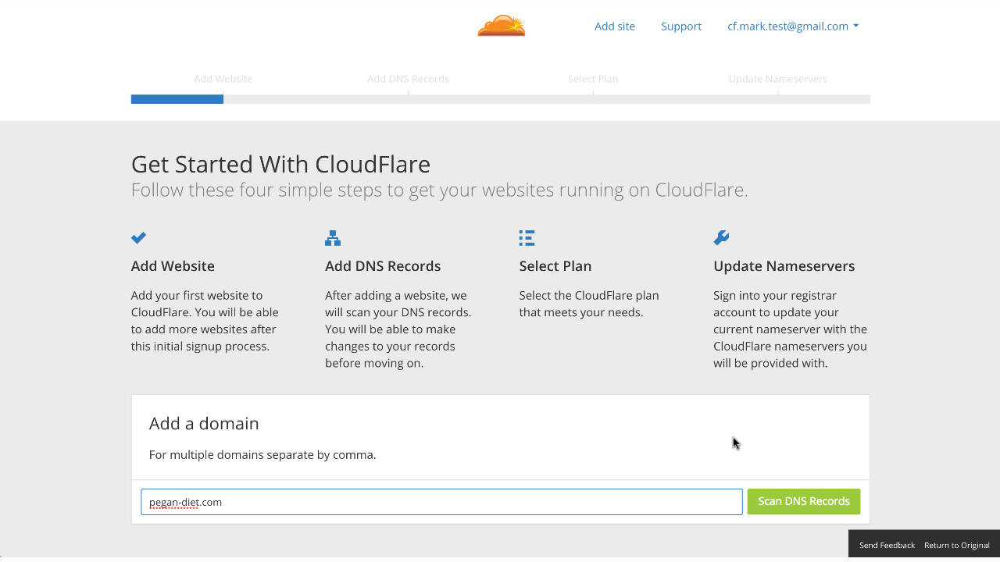 Add site Support cf.mark.test@gmail.com
Add Website Add DNS Records Select Plan Update Nameservers
Get Started With CloudFlare
Follow these four simple steps to get your websites running on CloudFlare.
Add Website
Add your first website to
CloudFlare. You will be able
to add more websites after
this initial signup process.
Add DNS Records
After adding a website, we
will scan your DNS records.
You will be able to make
changes to your records
before moving on.
Select Plan
Select the CloudFlare plan
that meets your needs.
Update Nameservers
Sign into your registrar
account to update your
current nameserver with the
CloudFlare nameservers you
will be provided with.
Add a domain
For multiple domains separate by comma.
pegan-diet.com
Scan DNS Records
Send Feedback Return to Original